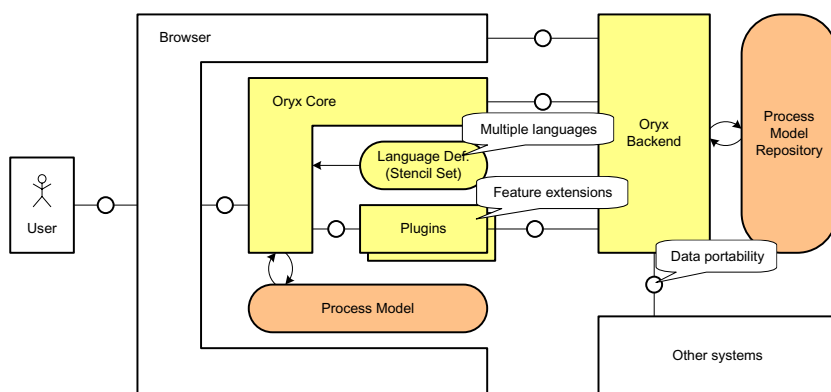 Browser
Oryx Core
Multiple languages
Language Def.
(Stencil Set)
Feature extensions
Plugins
Process Model
User
Oryx
Backend
Process
Model
Repository
Data portability
Other systems